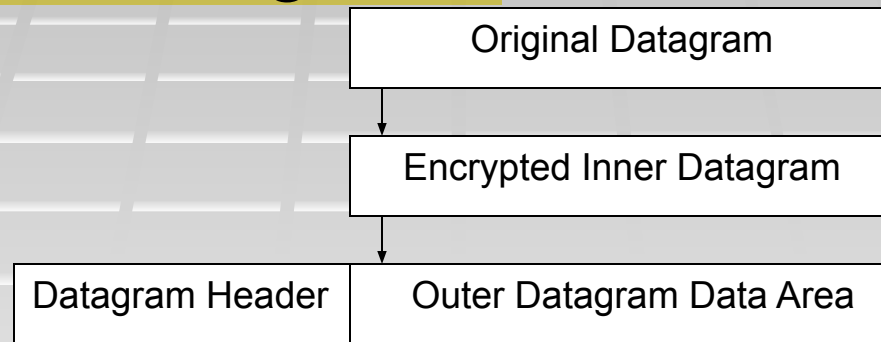 Original Datagram
Encrypted Inner Datagram
Datagram Header
Outer Datagram Data Area